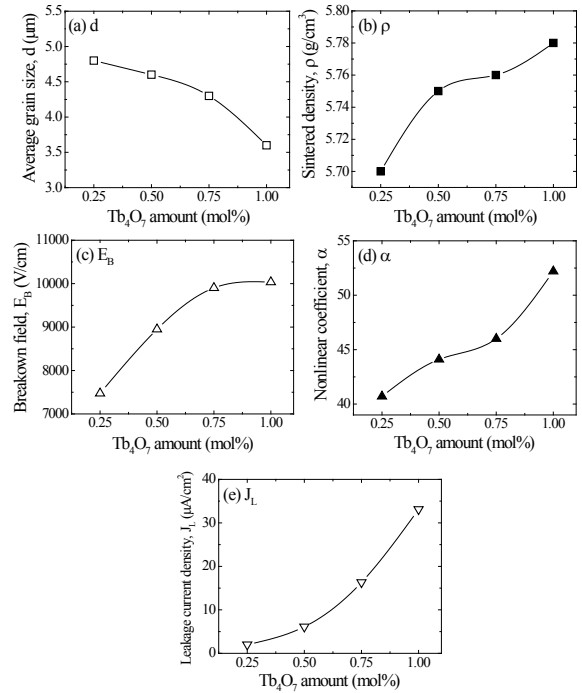 (a) d
Average grain size, d (μm)
5.0
4.5
4.0
3.5
3.0
0.25 0.50 0.75 1.00
Tb₄O₇ amount (mol%)
(b) ρ
Sintered density, ρ (g/cm³)
5.80
5.78
5.76
5.74
5.72
5.70
0.25 0.50 0.75 1.00
Tb₄O₇ amount (mol%)
(c) E_B
Breakown field, E_B (V/cm)
11000
10000
9000
8000
7000
0.25 0.50 0.75 1.00
Tb₄O₇ amount (mol%)
(d) α
Nonlinear coefficient, α
55
50
45
40
0.25 0.50 0.75 1.00
Tb₄O₇ amount (mol%)
(e) J_L
Leakage current density, J_L (μA/cm²)
40
30
20
10
0
0.25 0.50 0.75 1.00
Tb₄O₇ amount (mol%)